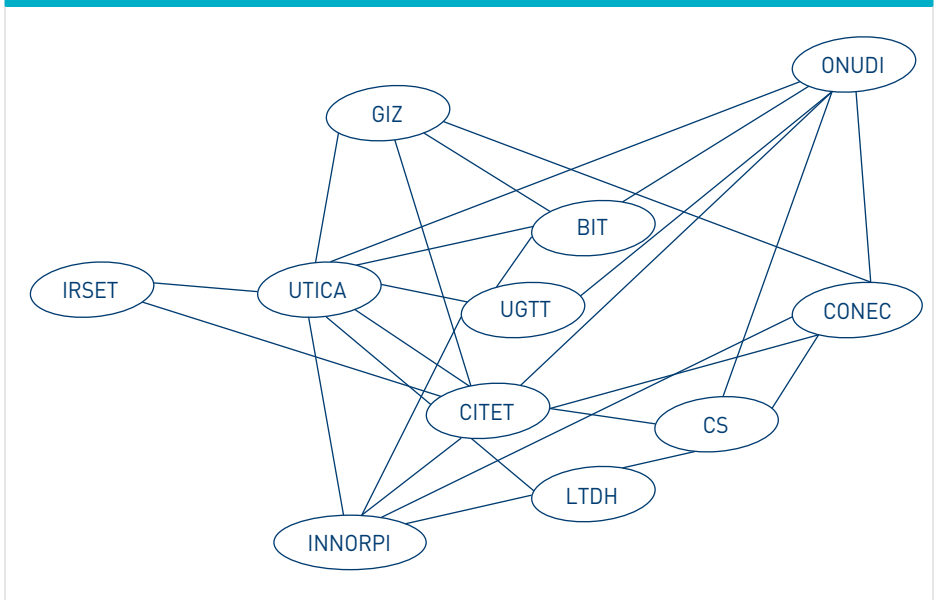 ONUDI
GIZ
BIT
IRSET
UTICA
UGTT
CONEC
CITET
CS
LTDH
INNORPI